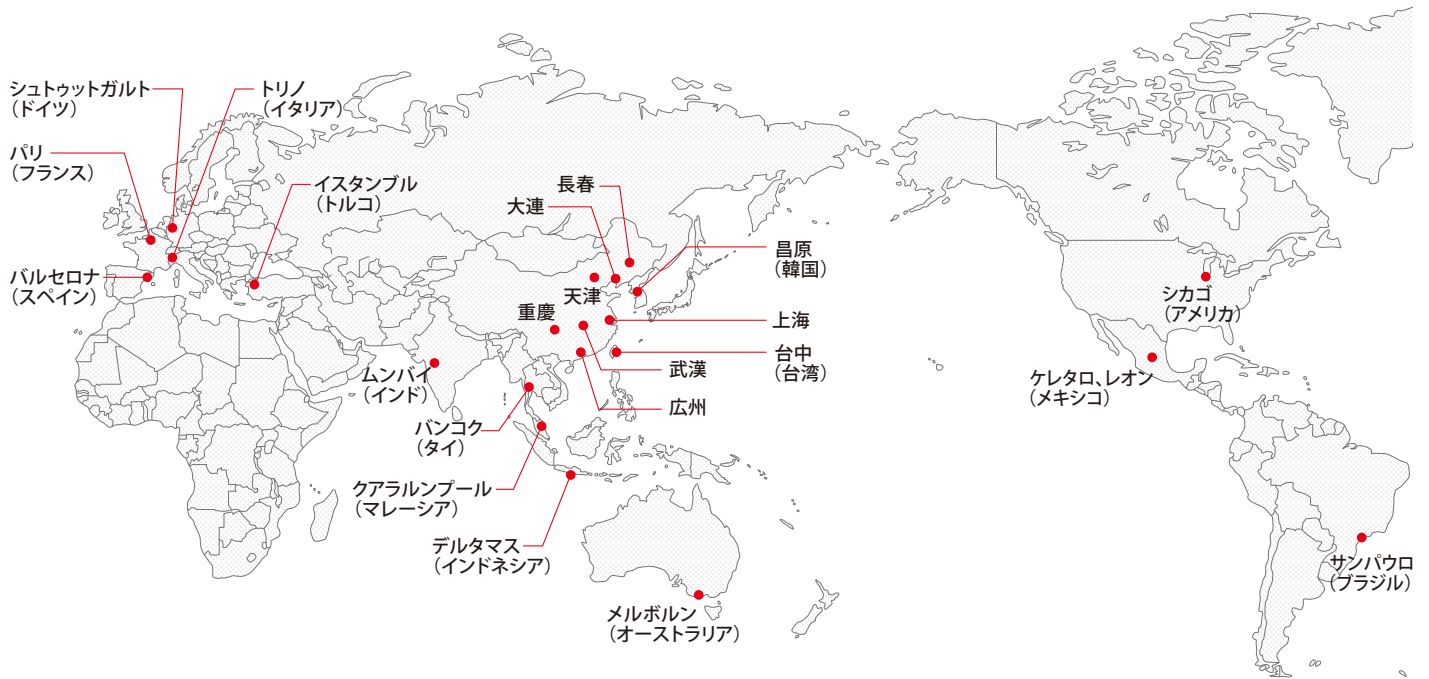 シュトゥットガルト
（ドイツ）
トリノ
（イタリア）
パリ
（フランス）
イスタンブル
（トルコ）
バルセロナ
（スペイン）
長春
大連
昌原
（韓国）
天津
重慶
上海
台中
（台湾）
武漢
広州
ムンバイ
（インド）
バンコク
（タイ）
クアラルンプール
（マレーシア）
デルタマス
（インドネシア）
メルボルン
（オーストラリア）
シカゴ
（アメリカ）
ケレタロ、レオン
（メキシコ）
サンパウロ
（ブラジル）